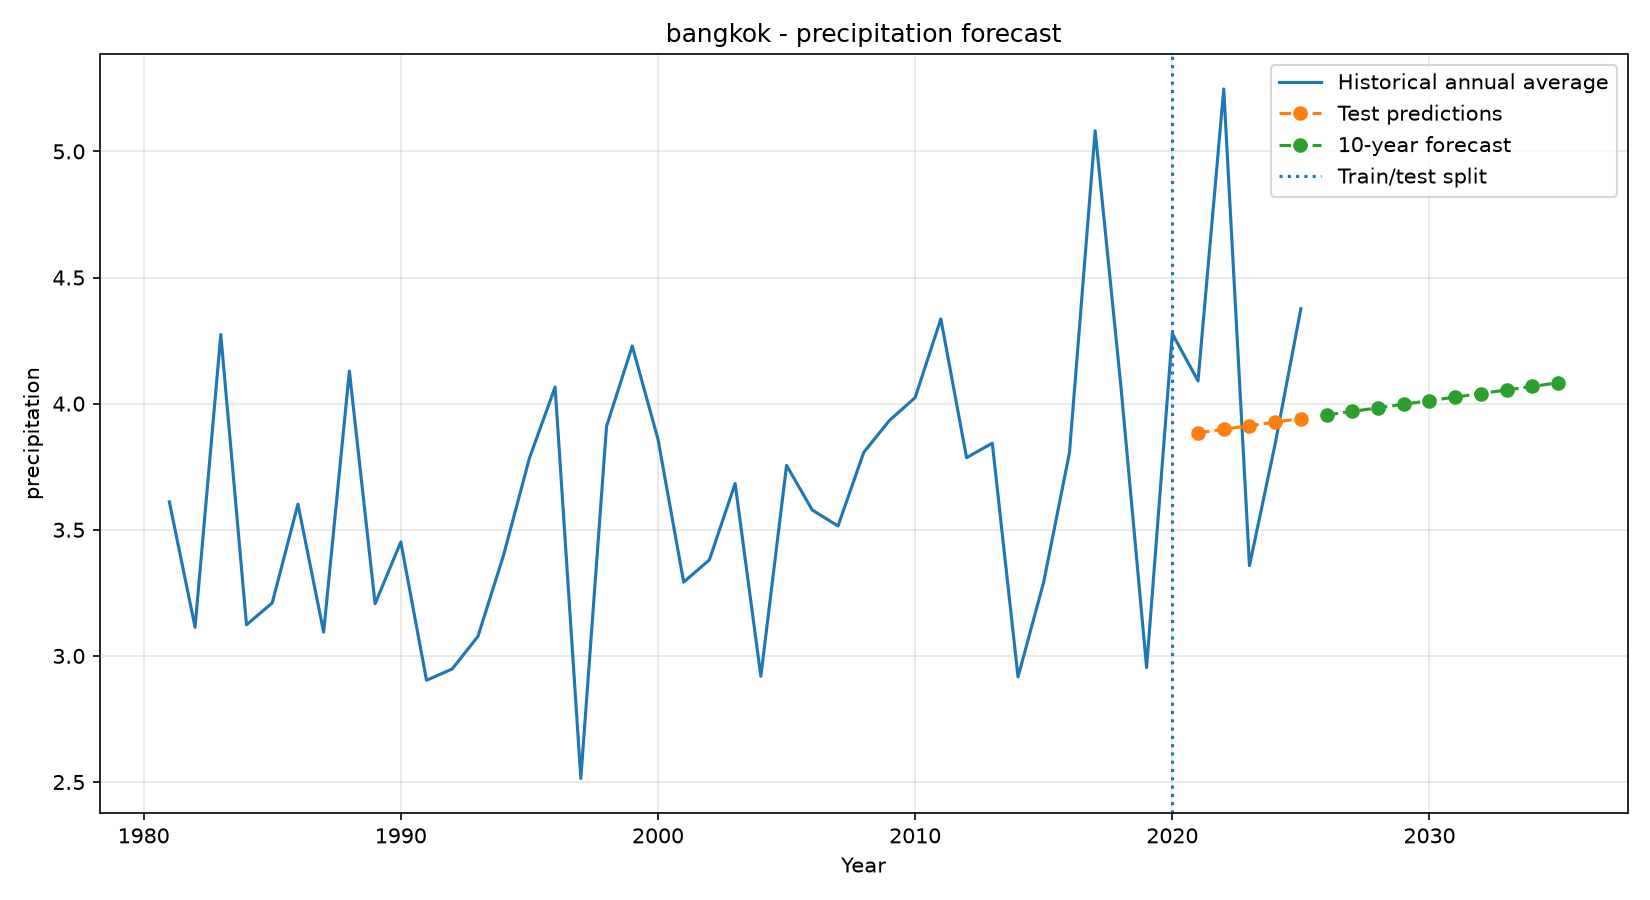 bangkok - precipitation forecast
Historical annual average
Test predictions
10-year forecast
Train/test split
precipitation
5.0
4.5
4.0
3.5
3.0
2.5
1980
1990
2000
2010
2020
2030
Year